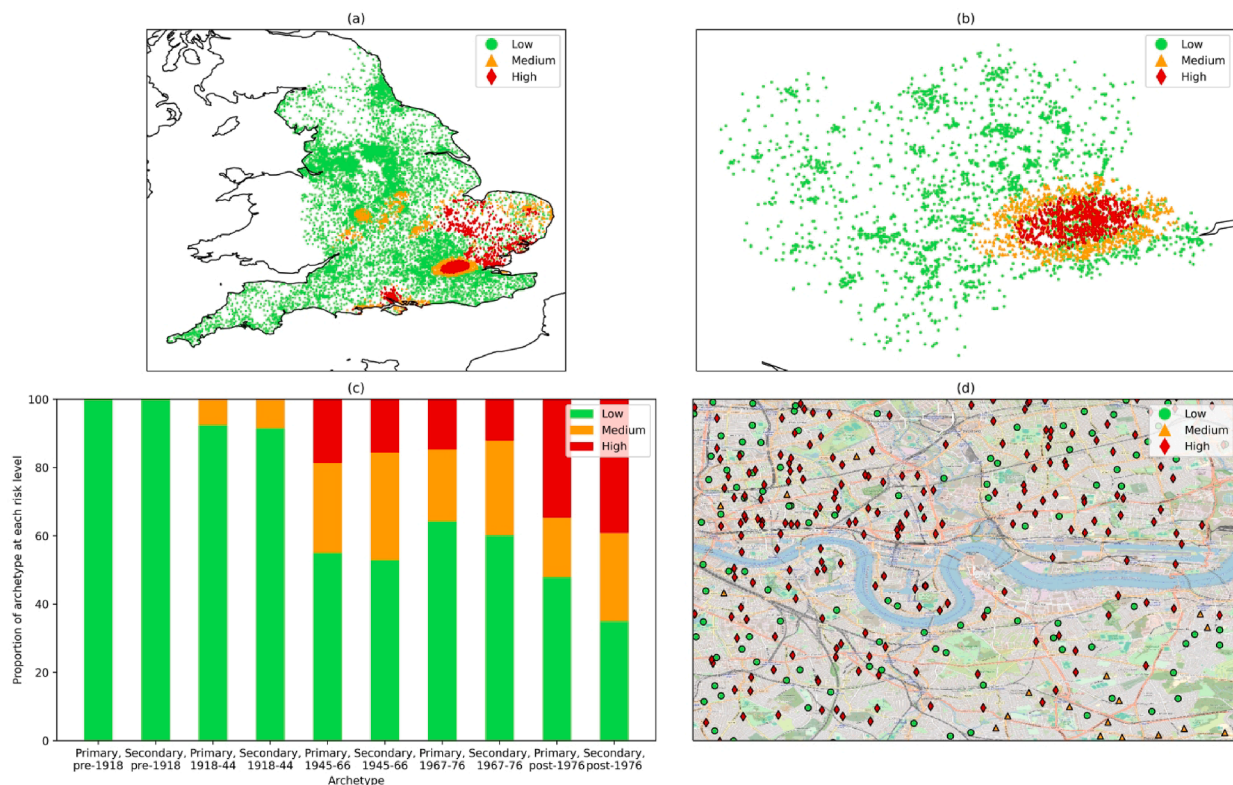 (a)
Low
Medium
High
(b)
Low
Medium
High
(c)
100
80
60
40
20
0
Proportion of archetype at each risk level
Low
Medium
High
Primary, Secondary, Primary, Secondary, Primary, Secondary, Primary, Secondary, Primary, Secondary,
pre-1918 pre-1918 1918-44 1918-44 1945-66 1945-66 1967-76 1967-76 post-1976 post-1976
Archetype
(d)
Low
Medium
High